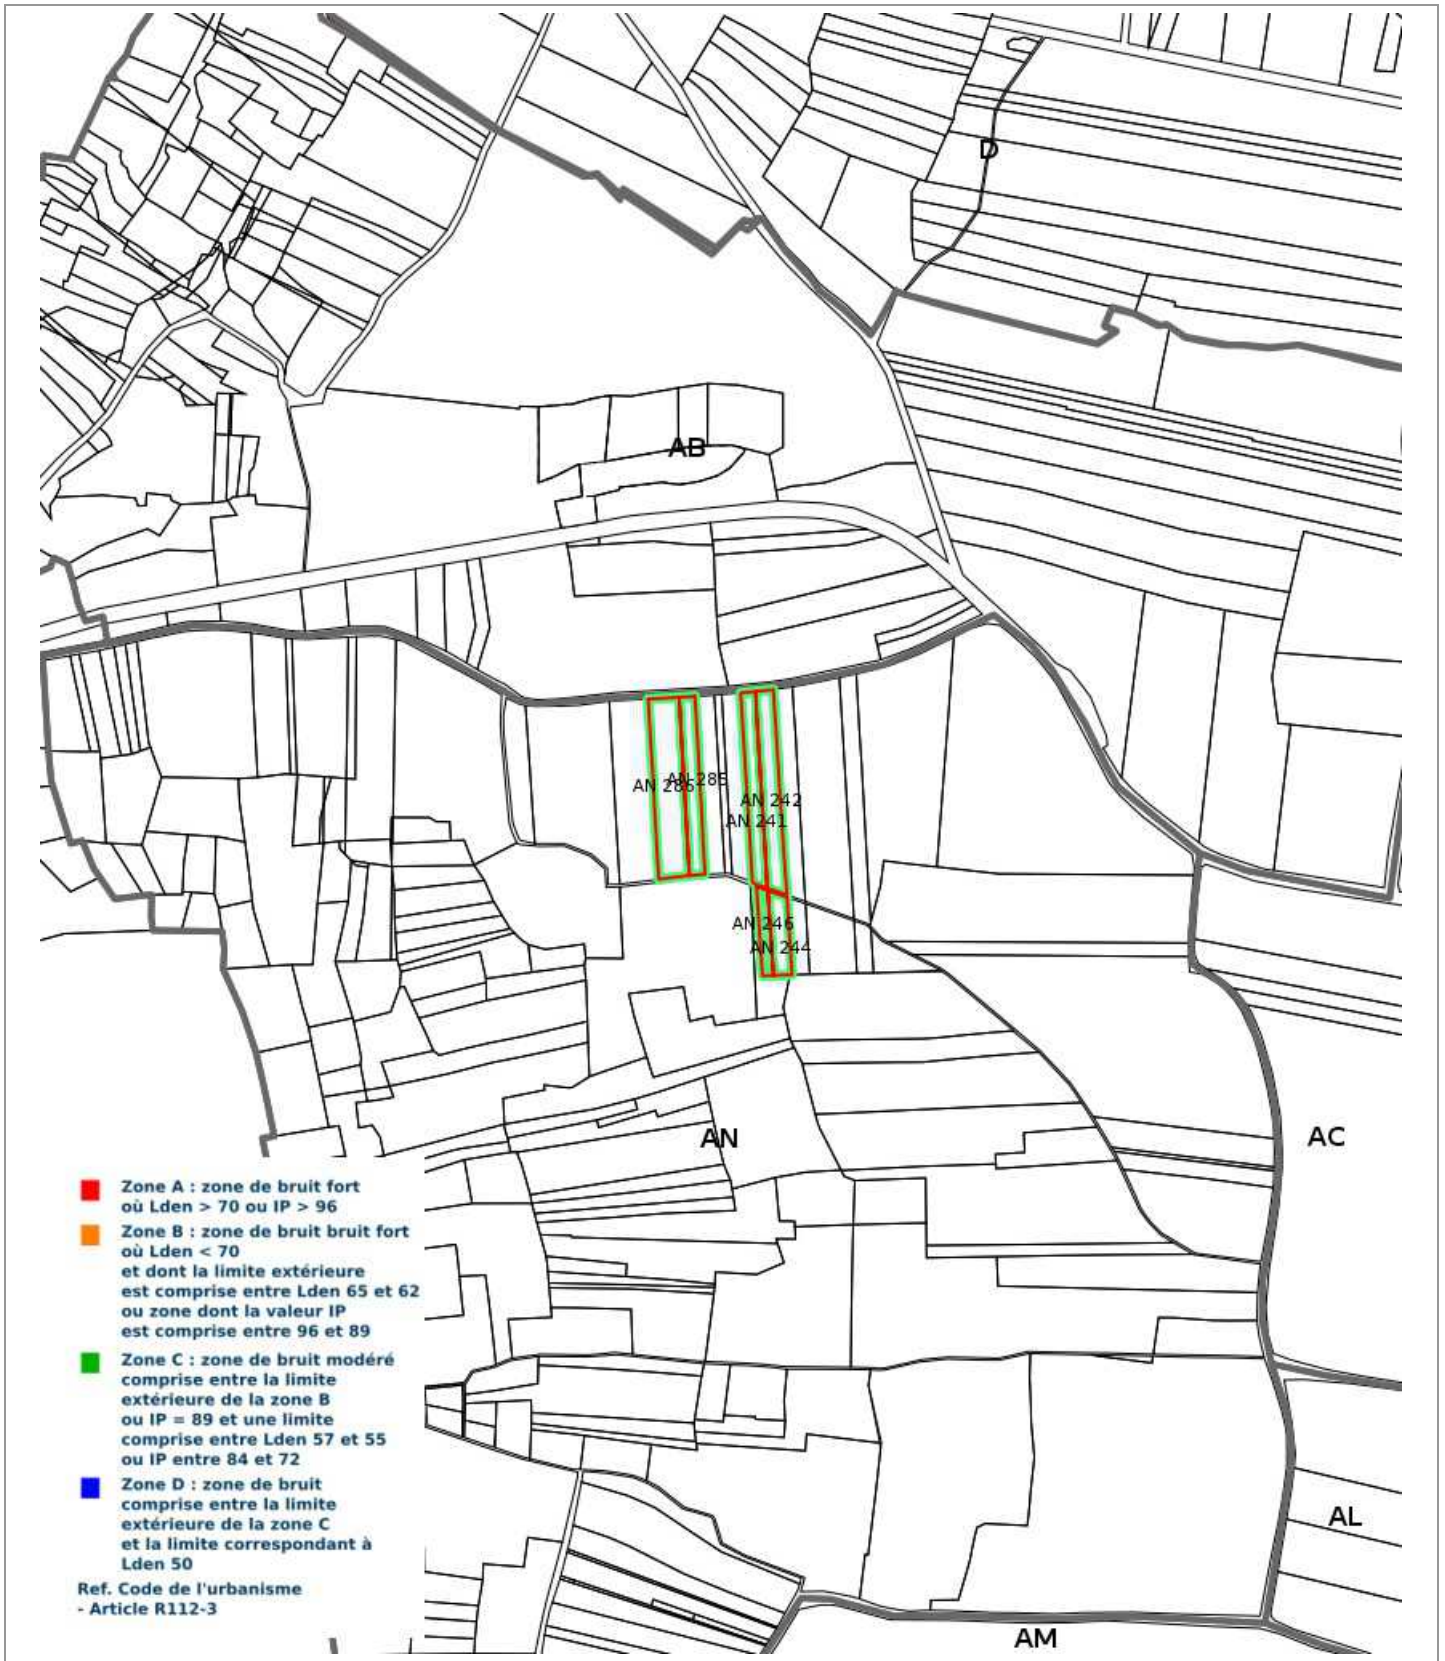 D
AB
AN 286
AN 285
AN 242
AN 241
AN 246
AN 244
AN
AC
Zone A : zone de bruit fort
où Lden > 70 ou IP > 96
Zone B : zone de bruit bruit fort
où Lden < 70
et dont la limite extérieure
est comprise entre Lden 65 et 62
ou zone dont la valeur IP
est comprise entre 96 et 89
Zone C : zone de bruit modéré
comprise entre la limite
extérieure de la zone B
ou IP = 89 et une limite
comprise entre Lden 57 et 55
ou IP entre 84 et 72
Zone D : zone de bruit
comprise entre la limite
extérieure de la zone C
et la limite correspondant à
Lden 50
Ref. Code de l'urbanisme
- Article R112-3
AL
AM